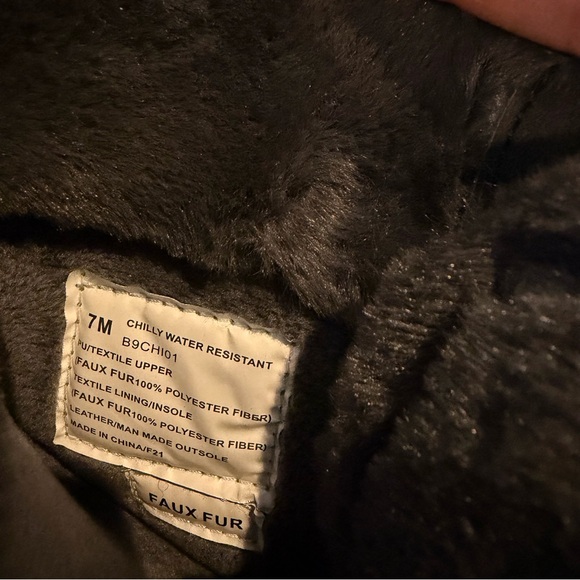 7M CHILLY WATER RESISTANT
B9CHI01
PU/TEXTILE UPPER
(FAUX FUR100% POLYESTER FIBER)
TEXTILE LINING/INSOLE
(FAUX FUR100% POLYESTER FIBER)
LEATHER/MAN MADE OUTSOLE
MADE IN CHINA/F21
FAUX FUR